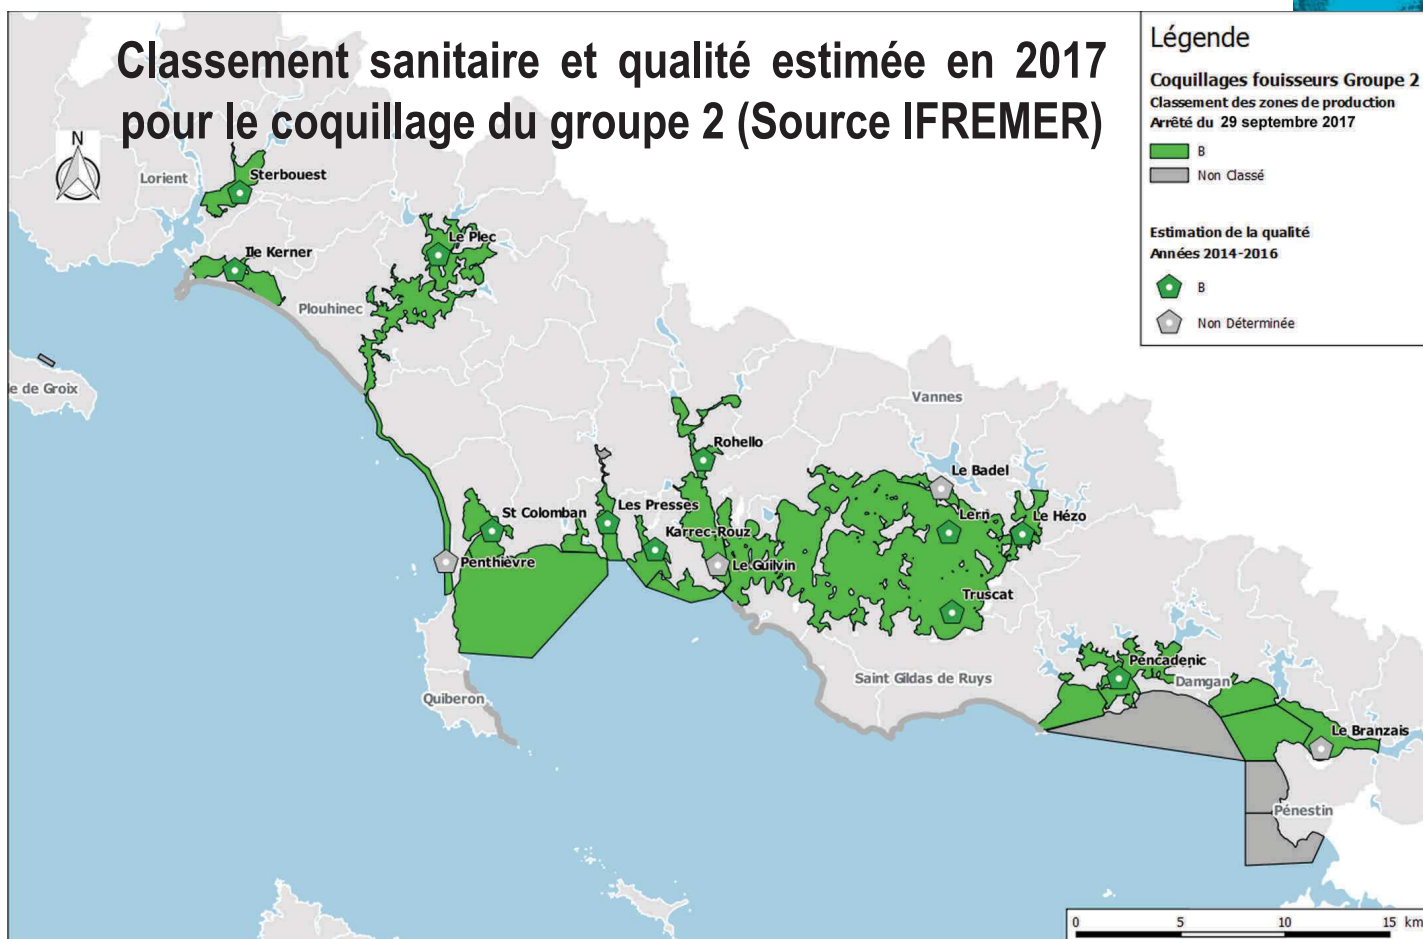 Classement sanitaire et qualité estimée en 2017
pour le coquillage du groupe 2 (Source IFREMER)
Légende
Coquillages fouisseurs Groupe 2
Classement des zones de production
Arrêté du 29 septembre 2017
B
Non Classé
Estimation de la qualité
Années 2014-2016
B
Non Déterminée
N
Lorient
Sterbouest
Ile Kerner
Le Plec
Plouhinec
e de Groix
Vannes
Rohello
Le Badel
St Colomban
Les Presses
Lern
Le Hézo
Karrec-Rouz
Penthièvre
Le Guilvin
Truscat
Pencadenic
Saint Gildas de Ruys
Damgan
Quiberon
Le Branzais
Pénestin
0 5 10 15 km